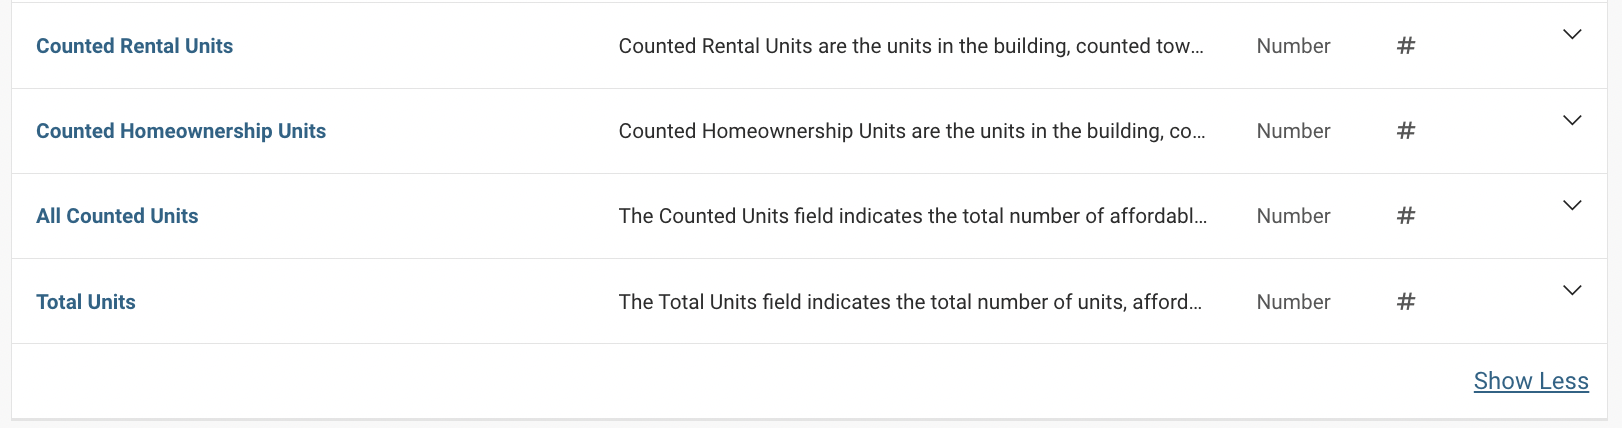 Counted Rental Units Counted Rental Units are the units in the building, counted tow... Number #
Counted Homeownership Units Counted Homeownership Units are the units in the building, co... Number #
All Counted Units The Counted Units field indicates the total number of affordabl... Number #
Total Units The Total Units field indicates the total number of units, afford... Number #
Show Less